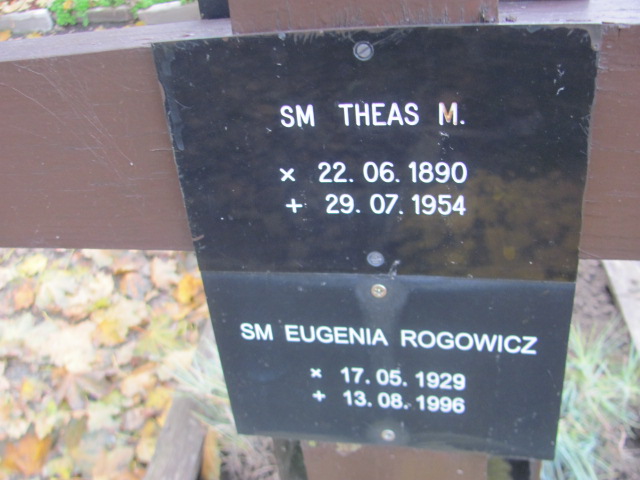 SM THEAS M.
× 22. 06. 1890
+ 29. 07. 1954
SM EUGENIA ROGOWICZ
× 17. 05. 1929
+ 13. 08. 1996